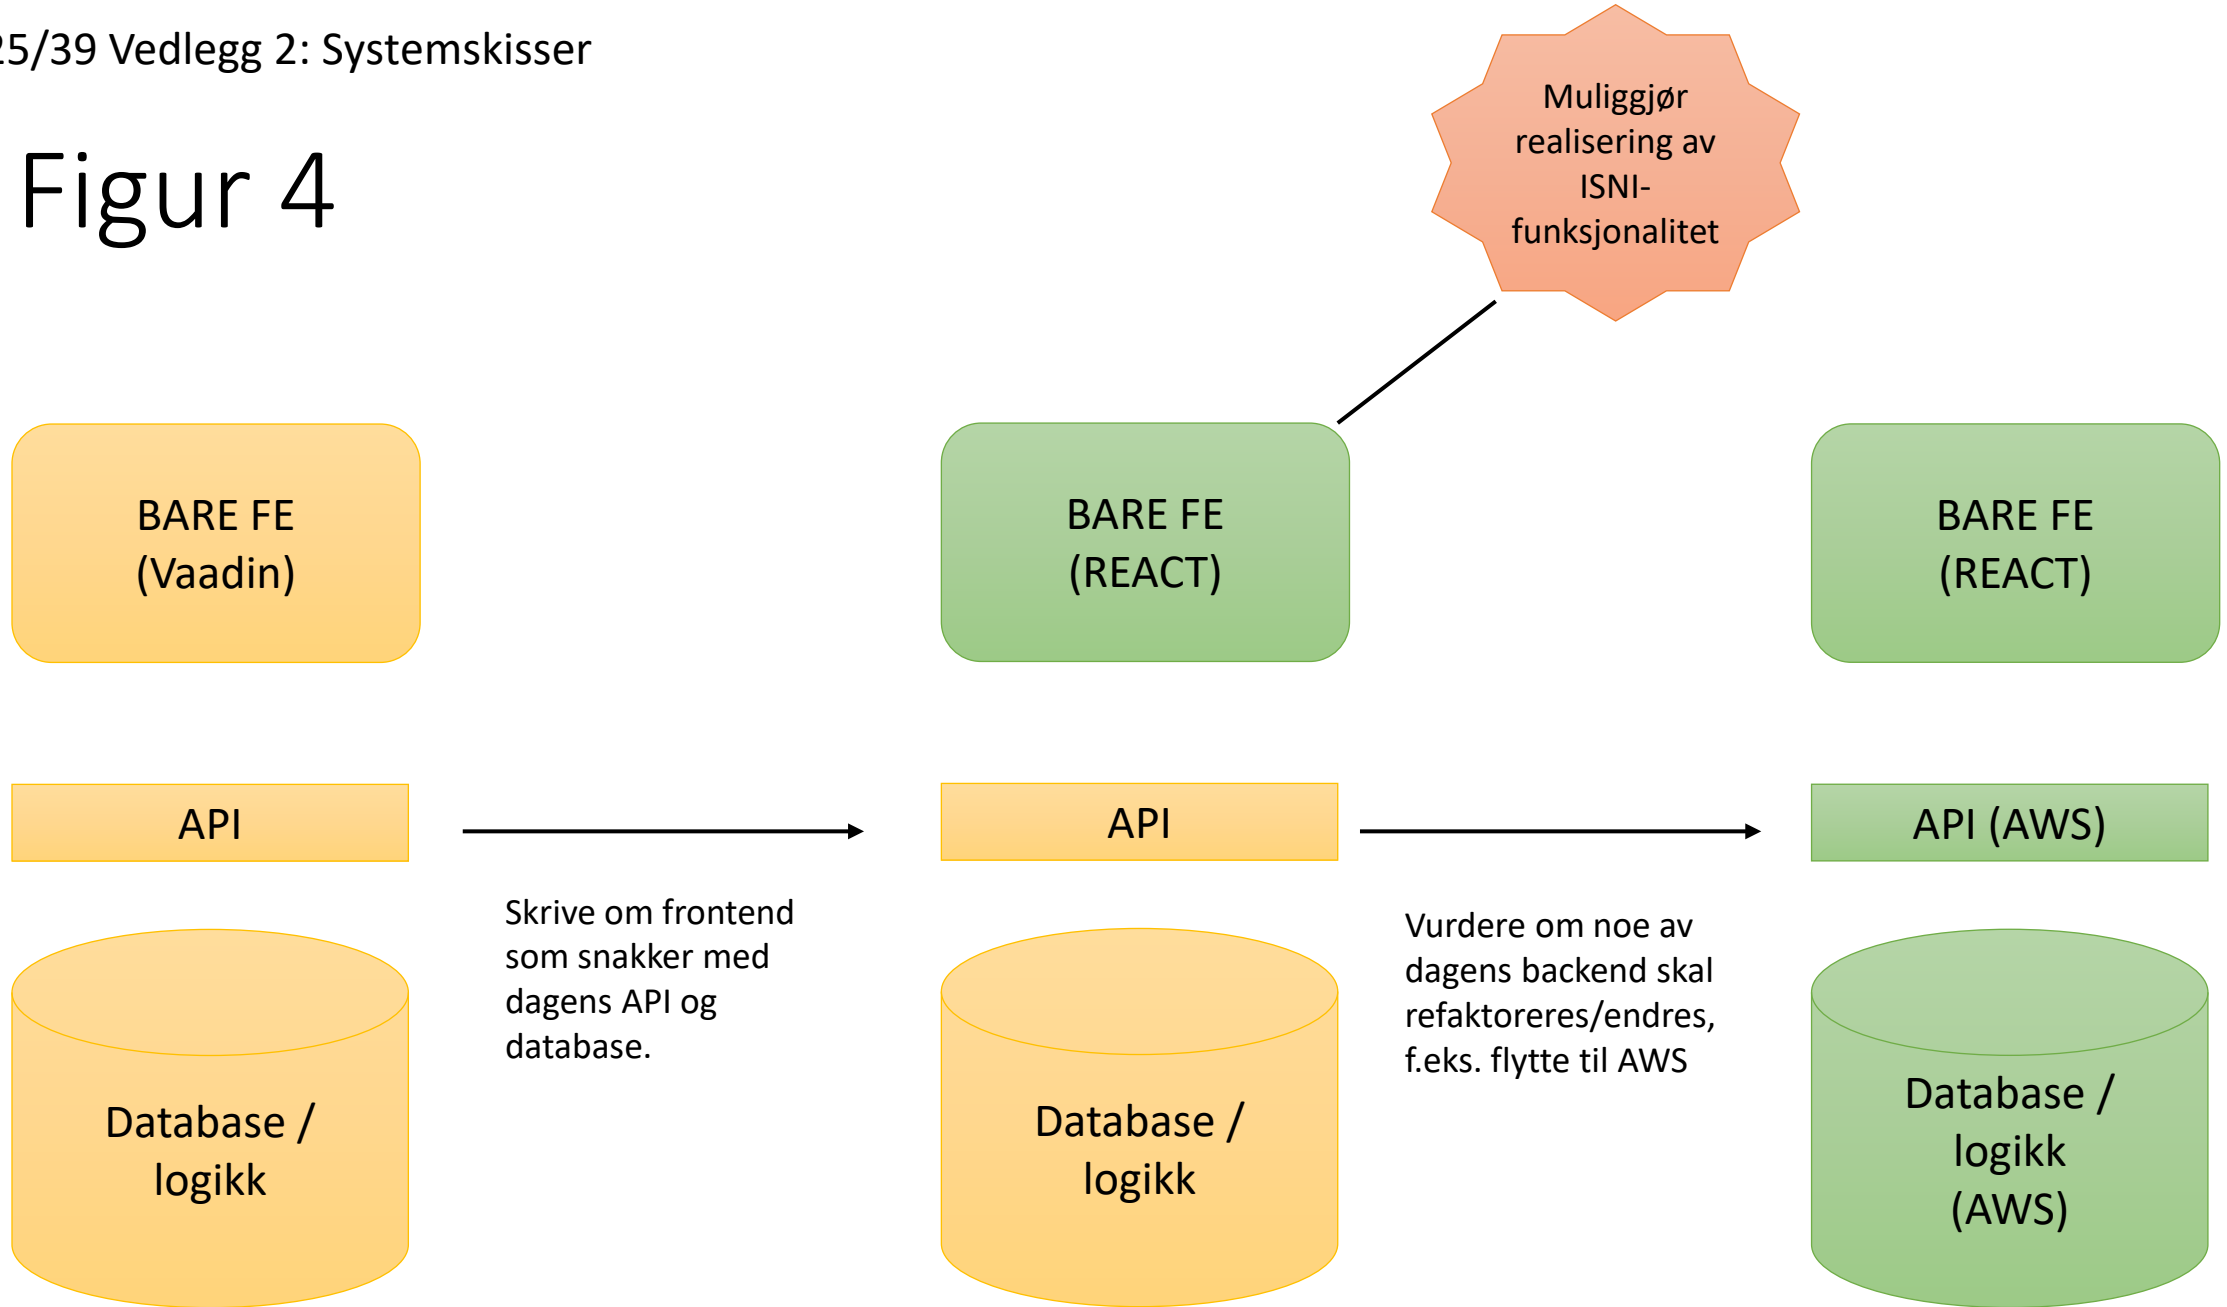 25/39 Vedlegg 2: Systemskisser
Figur 4
Muliggjør
realisering av
ISNI-
funksjonalitet
BARE FE
(Vaadin)
BARE FE
(REACT)
BARE FE
(REACT)
API
API
API (AWS)
Skrive om frontend
som snakker med
dagens API og
database.
Vurdere om noe av
dagens backend skal
refaktoreres/endres,
f.eks. flytte til AWS
Database /
logikk
Database /
logikk
Database /
logikk
(AWS)